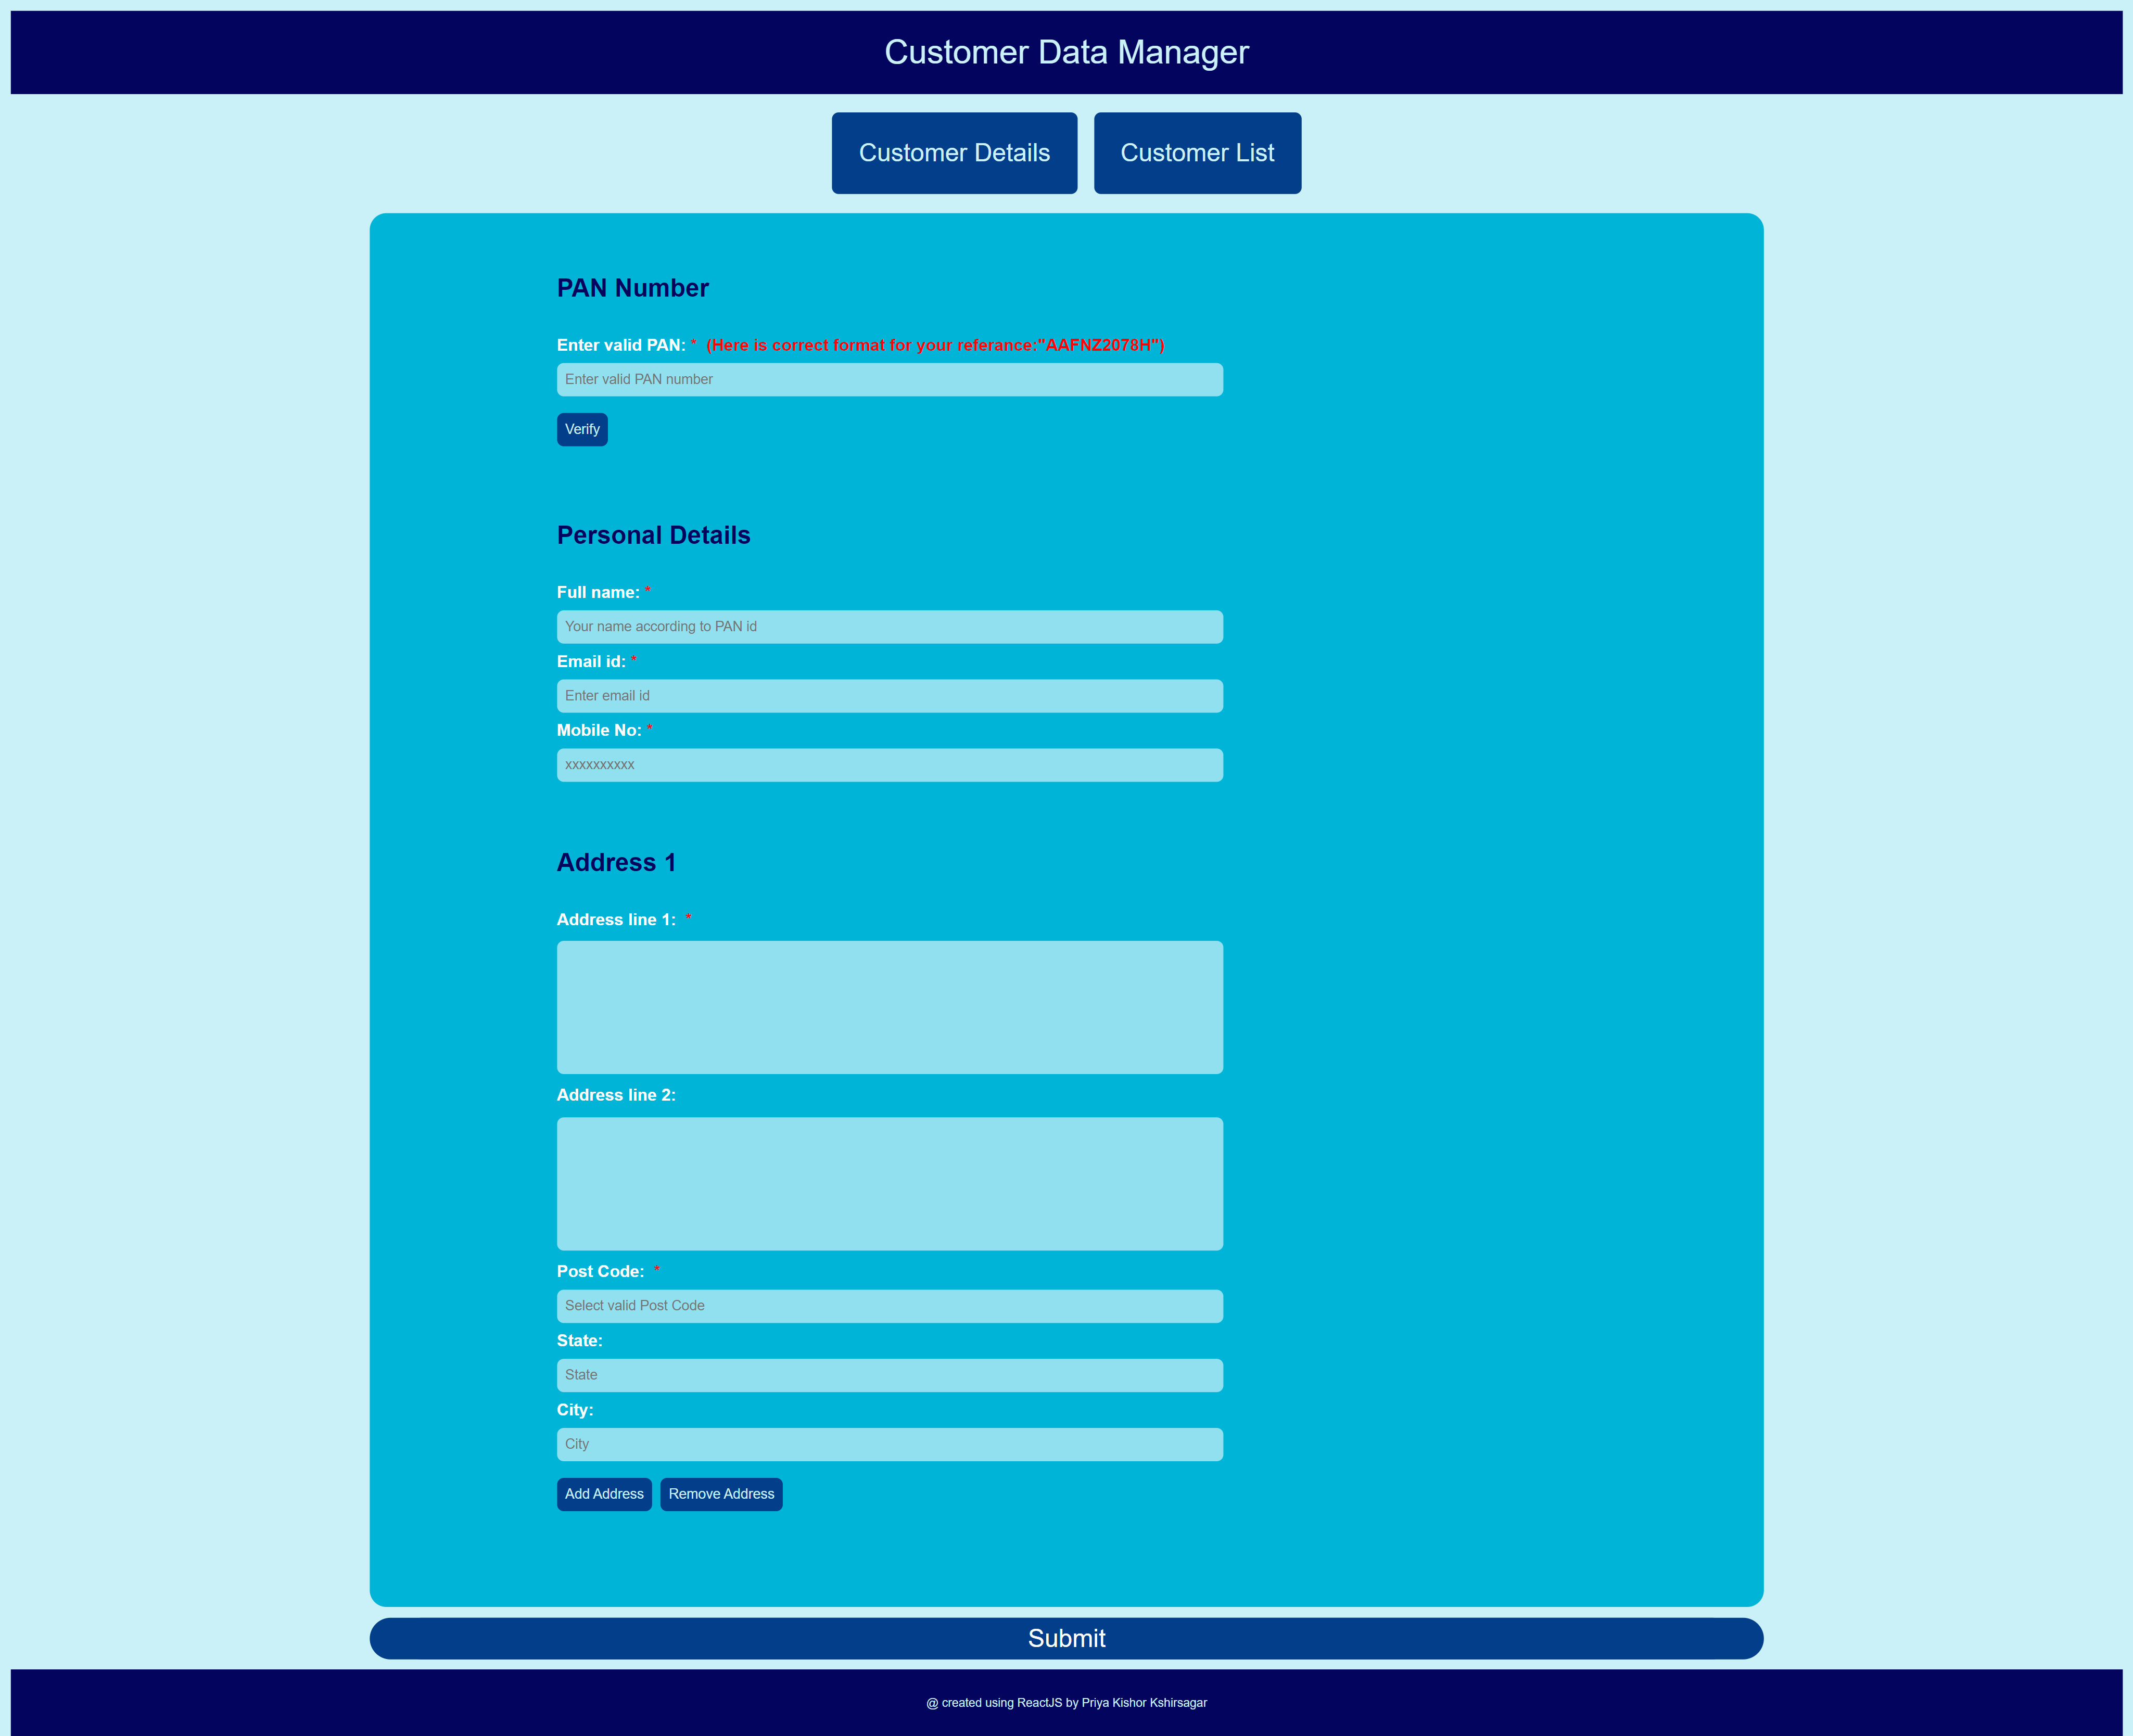 Customer Data Manager
Customer Details Customer List
PAN Number
Enter valid PAN: * (Here is correct format for your referance:"AAFNZ2078H")
Enter valid PAN number
Verify
Personal Details
Full name: *
Your name according to PAN id
Email id: *
Enter email id
Mobile No: *
xxxxxxxxxx
Address 1
Address line 1: *
Address line 2:
Post Code: *
Select valid Post Code
State:
State
City:
City
Add Address Remove Address
Submit
@ created using ReactJS by Priya Kishor Kshirsagar